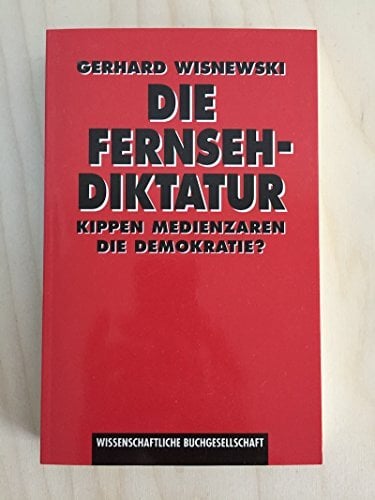 GERHARD WISNEWSKI
DIE
FERNSEH-
DIKTATUR
KIPPEN MEDIENZAREN
DIE DEMOKRATIE?
WISSENSCHAFTLICHE BUCHGESELLSCHAFT